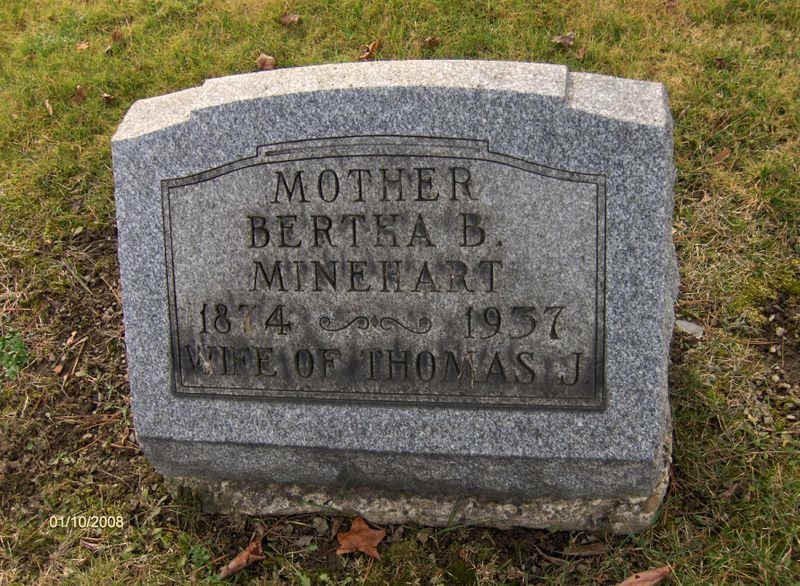 MOTHER
BERTHA B.
MINEHART
1874 1937
WIFE OF THOMAS J.
01/10/2008